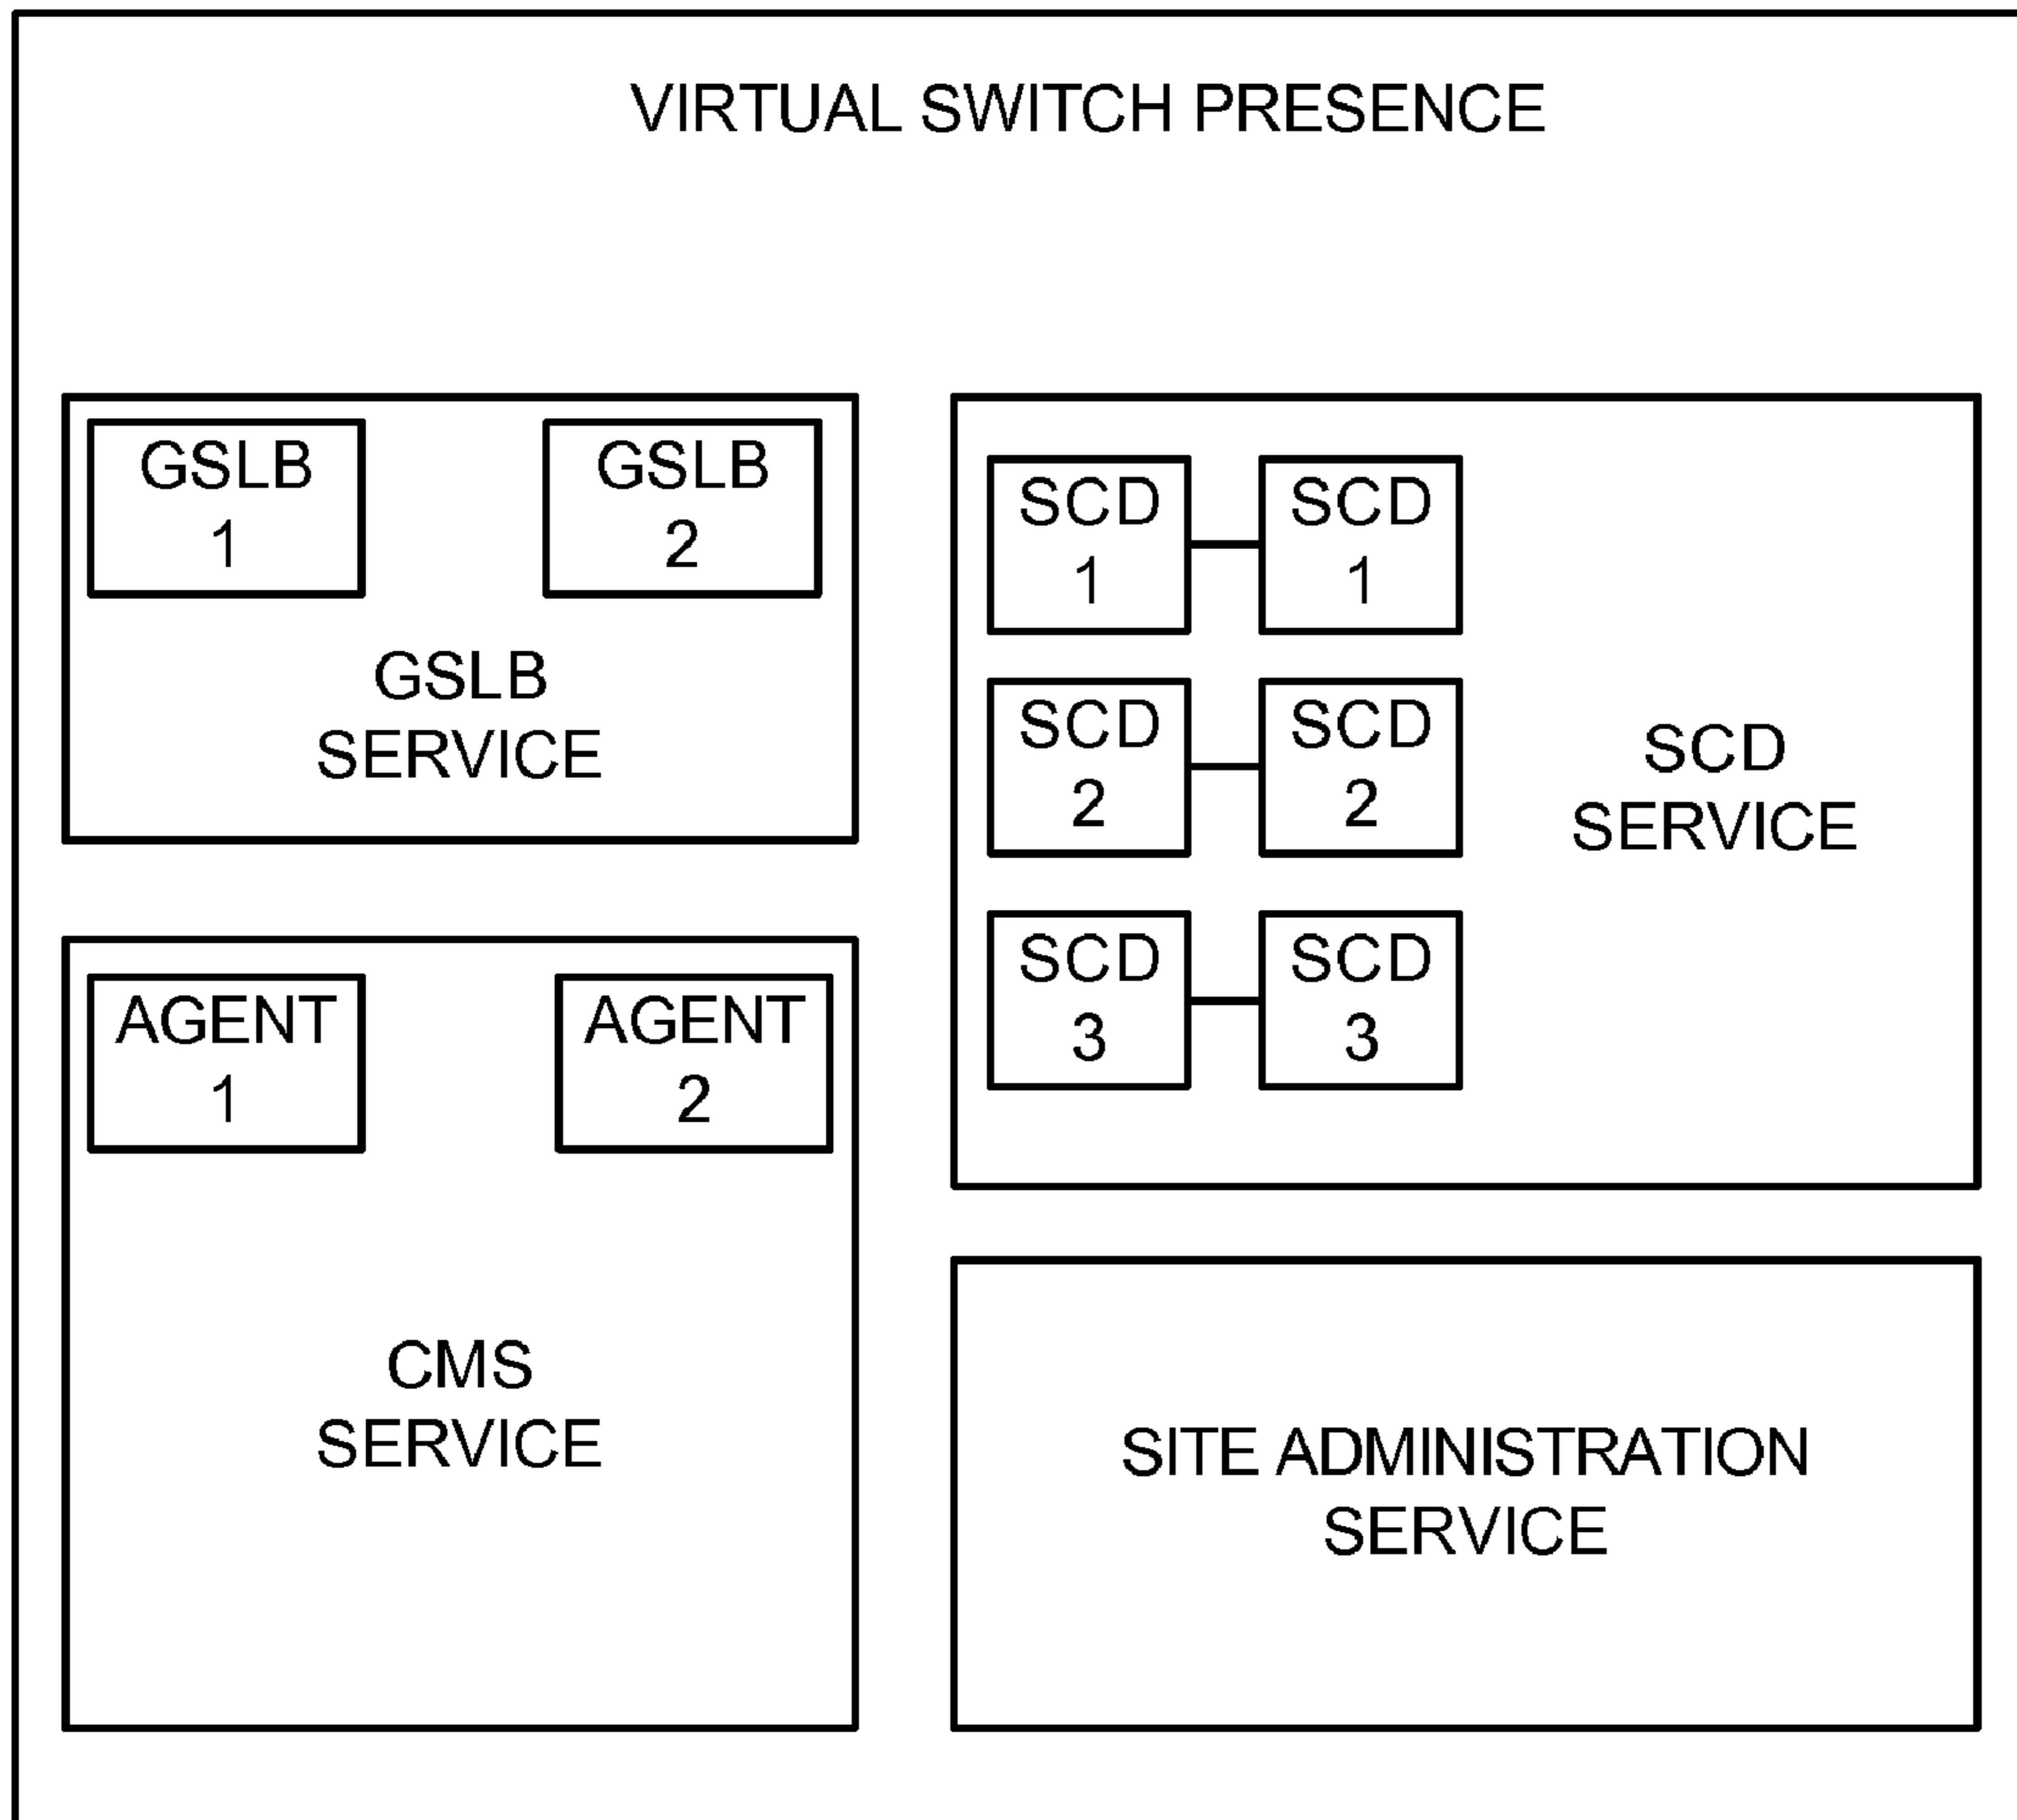 VIRTUAL SWITCH PRESENCE
GSLB
1
GSLB
2
GSLB
SERVICE
SCD
1
SCD
1
SCD
2
SCD
2
SCD
3
SCD
3
SCD
SERVICE
AGENT
1
AGENT
2
CMS
SERVICE
SITE ADMINISTRATION
SERVICE